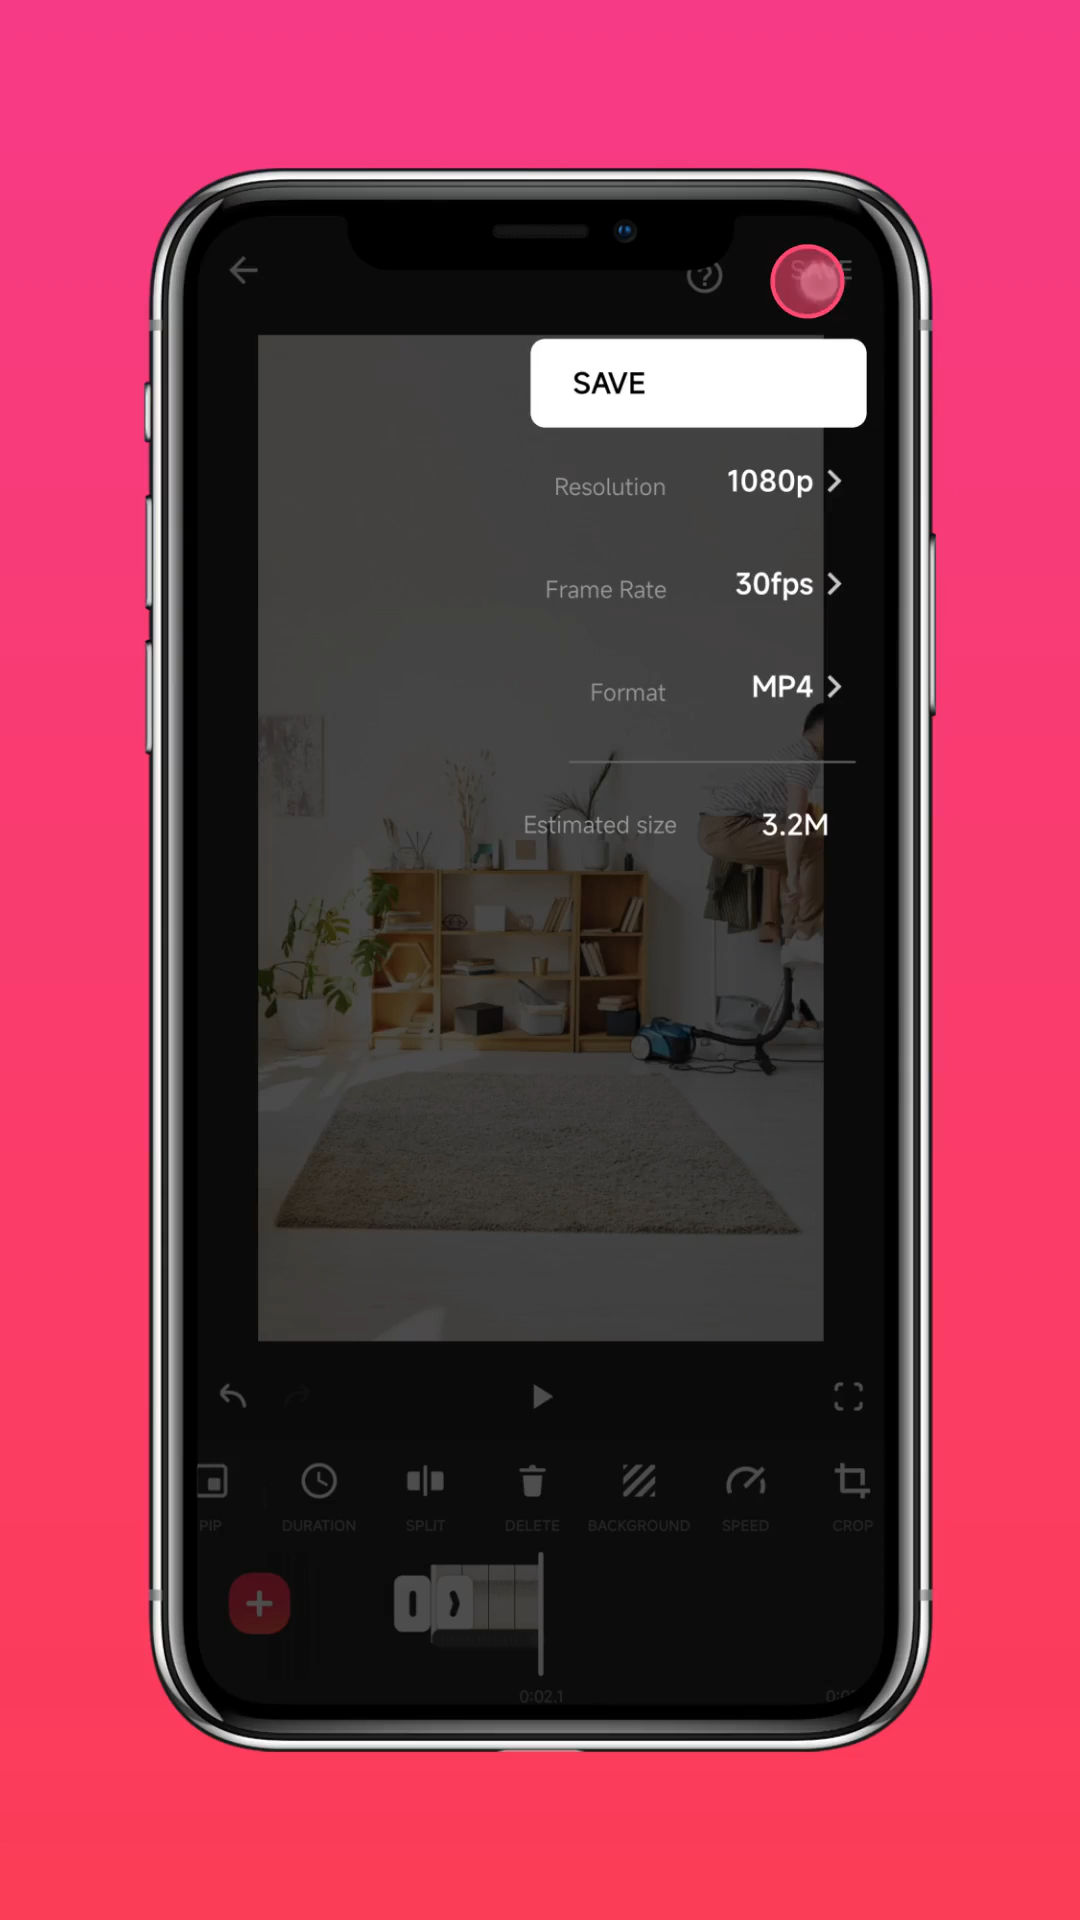 SAVE
SAVE
Resolution 1080p
Frame Rate 30fps
Format MP4
Estimated size 3.2M
PIP DURATION SPLIT DELETE BACKGROUND SPEED CROP
0:02.1